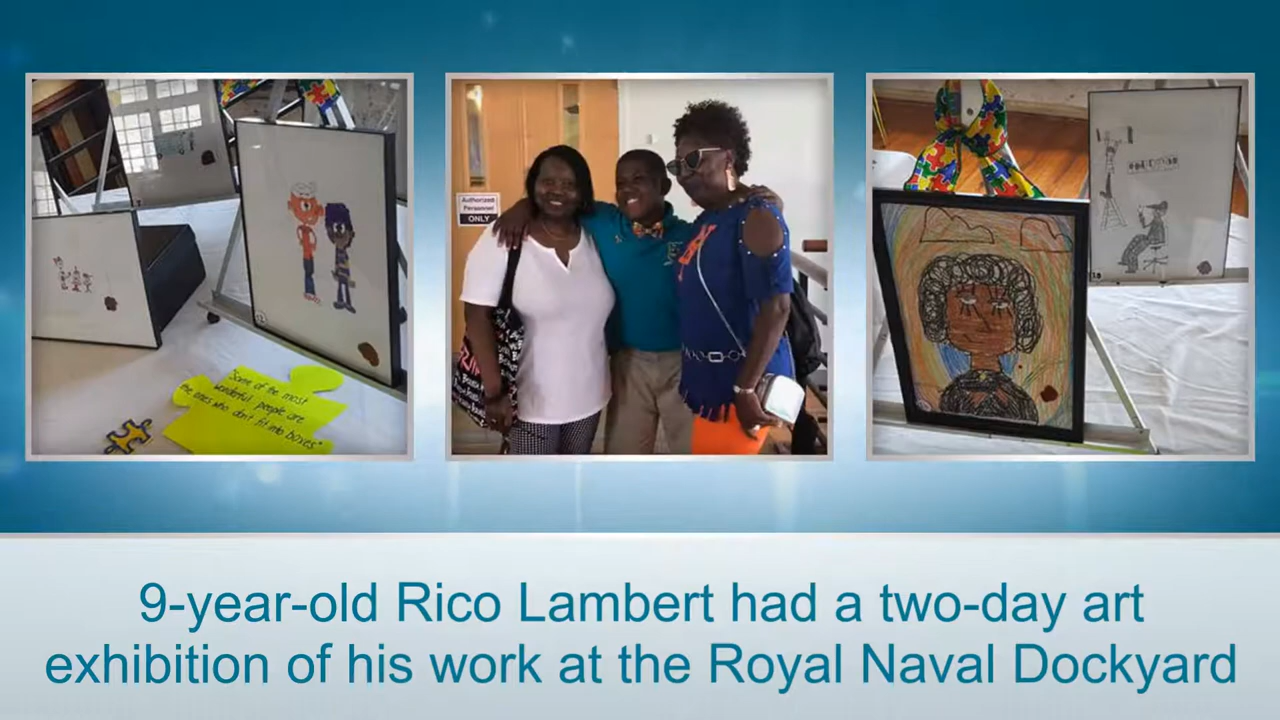 Authorized
Personnel
ONLY
"Some of the most
wonderful people are
the ones who don't fit into boxes"
9-year-old Rico Lambert had a two-day art
exhibition of his work at the Royal Naval Dockyard